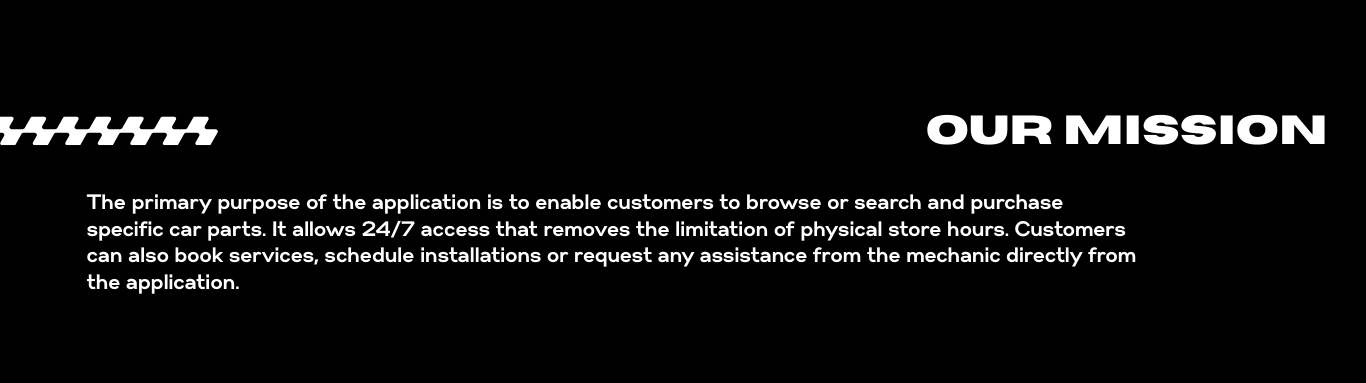 OUR MISSION
The primary purpose of the application is to enable customers to browse or search and purchase
specific car parts. It allows 24/7 access that removes the limitation of physical store hours. Customers
can also book services, schedule installations or request any assistance from the mechanic directly from
the application.